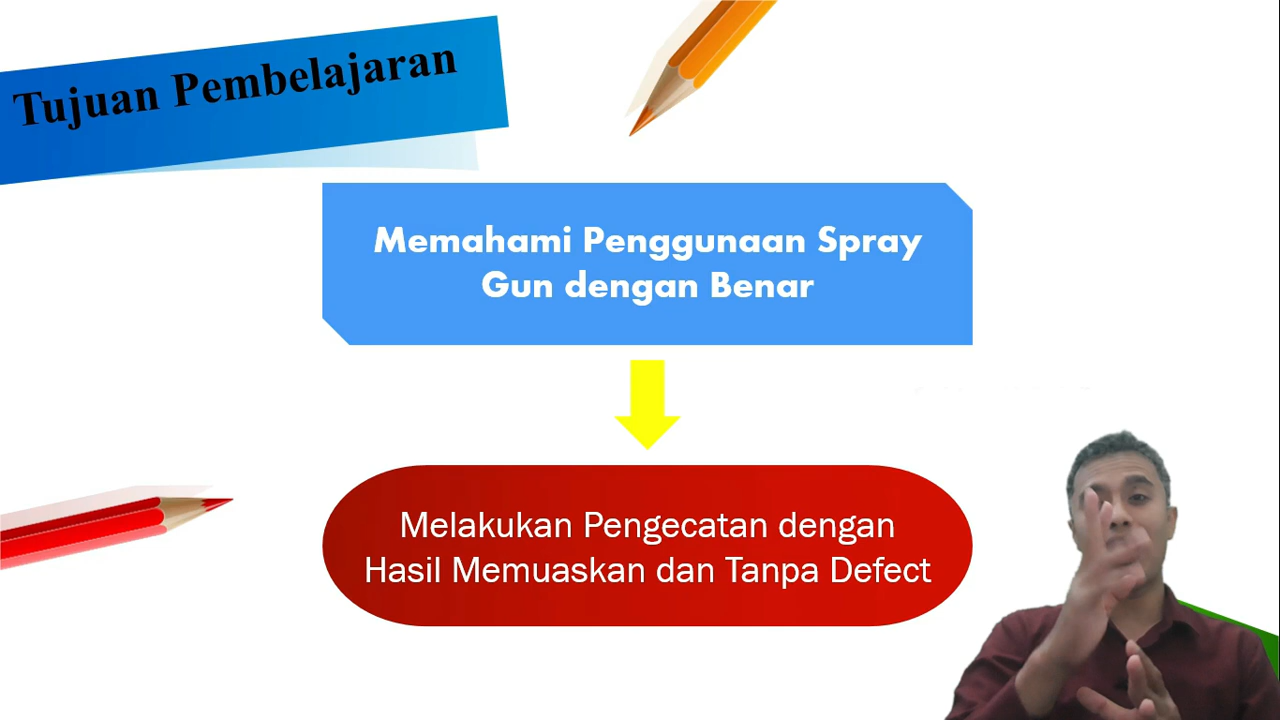 Tujuan Pembelajaran
Memahami Penggunaan Spray
Gun dengan Benar
Melakukan Pengecatan dengan
Hasil Memuaskan dan Tanpa Defect